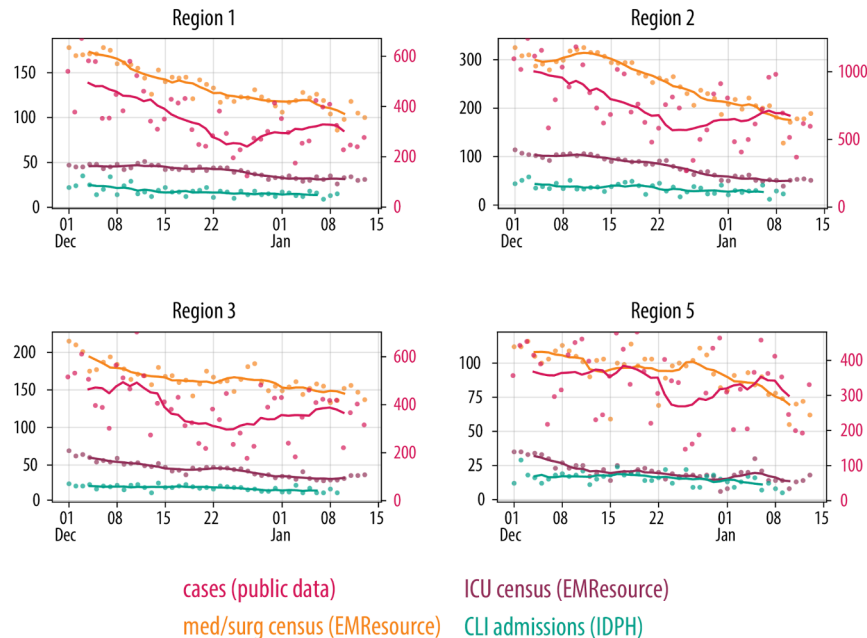 Region 1
150
100
50
0
600
400
200
0
01 08 15 22 01 08 15
Dec Jan
Region 2
300
200
100
0
1000
500
0
01 08 15 22 01 08 15
Dec Jan
Region 3
200
150
100
50
0
600
400
200
0
01 08 15 22 01 08 15
Dec Jan
Region 5
100
75
50
25
0
400
300
200
100
0
01 08 15 22 01 08 15
Dec Jan
cases (public data) ICU census (EMResource)
med/surg census (EMResource) CLI admissions (IDPH)